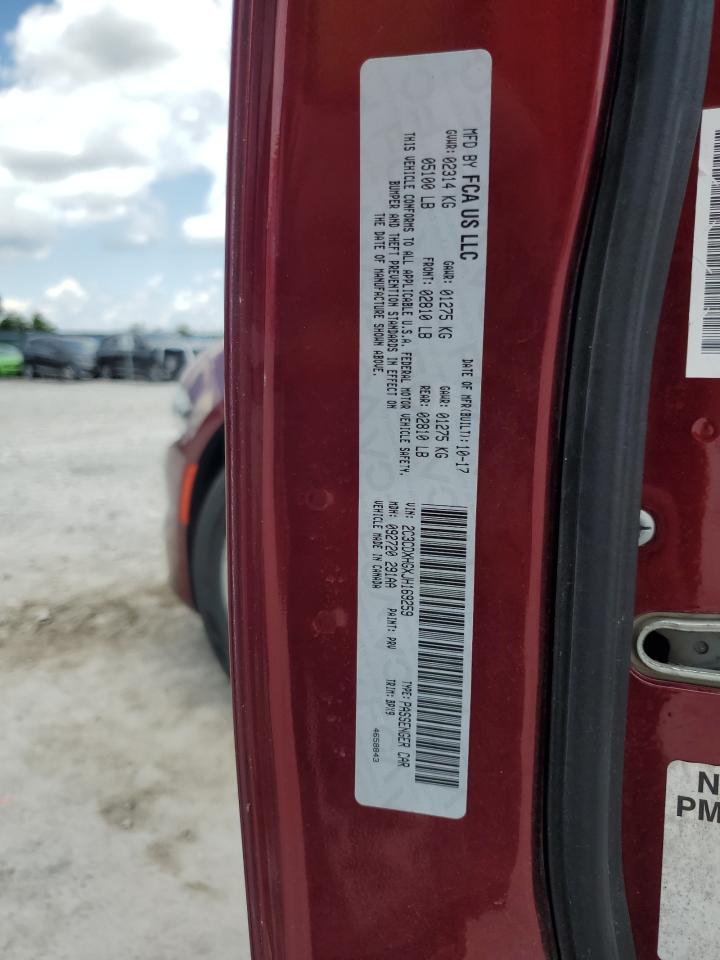 MFD BY FCA US LLC
DATE OF MFR(BUILT): 10-17
GVWR: 02314 KG GAWR: 01275 KG GAWR: 01275 KG
05100 LB FRONT: 02810 LB REAR: 02810 LB
THIS VEHICLE CONFORMS TO ALL APPLICABLE U.S.A. FEDERAL MOTOR VEHICLE SAFETY,
BUMPER AND THEFT PREVENTION STANDARDS IN EFFECT ON
THE DATE OF MANUFACTURE SHOWN ABOVE.
VIN: 2C3CDXHGXJH169259 TYPE: PASSENGER CAR
MDH: 092720 291AA PAINT: PRV TRIM: BPX9
VEHICLE MADE IN CANADA
4658843
N
PM